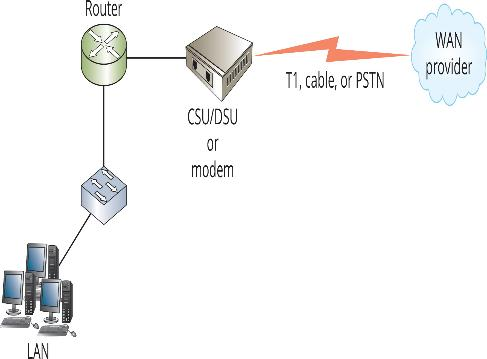 Router
WAN
provider
T1, cable, or PSTN
CSU/DSU
or
modem
LAN